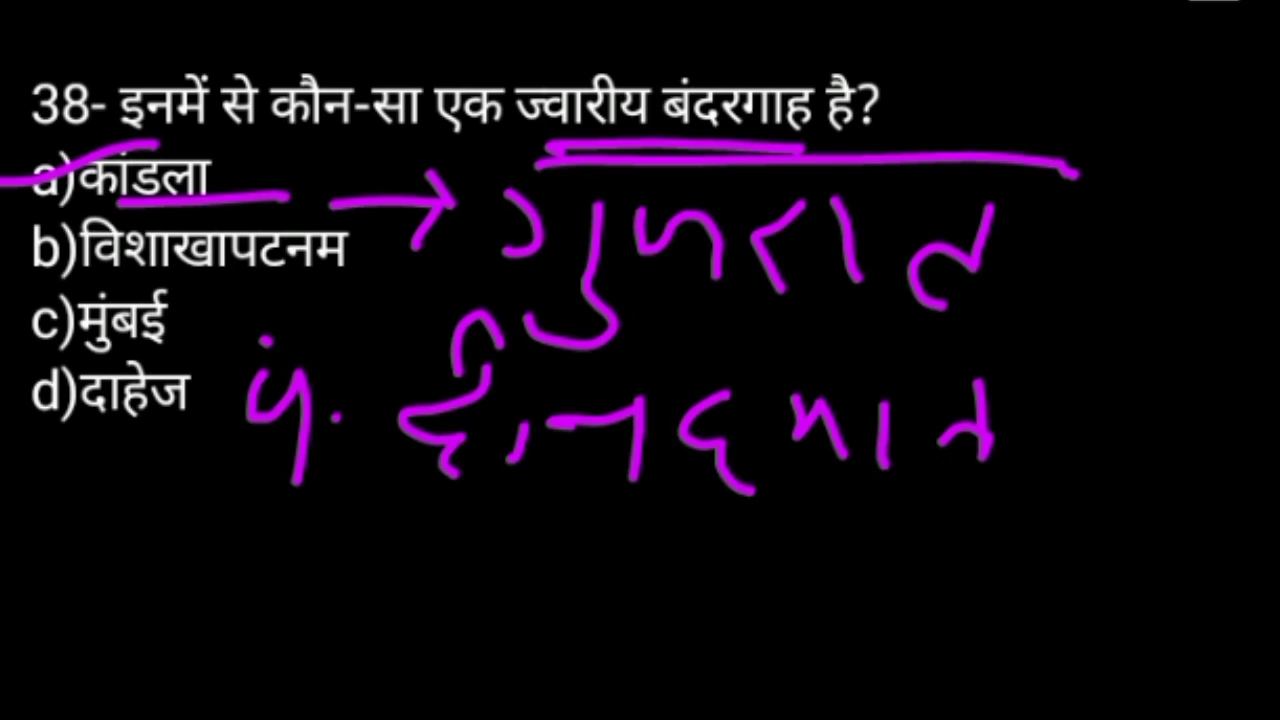 38- इनमें से कौन-सा एक ज्वारीय बंदरगाह है?
a)कांडला → गुजरात
b)विशाखापटनम
c)मुंबई
d)दाहेज
पं. दीनदयाल